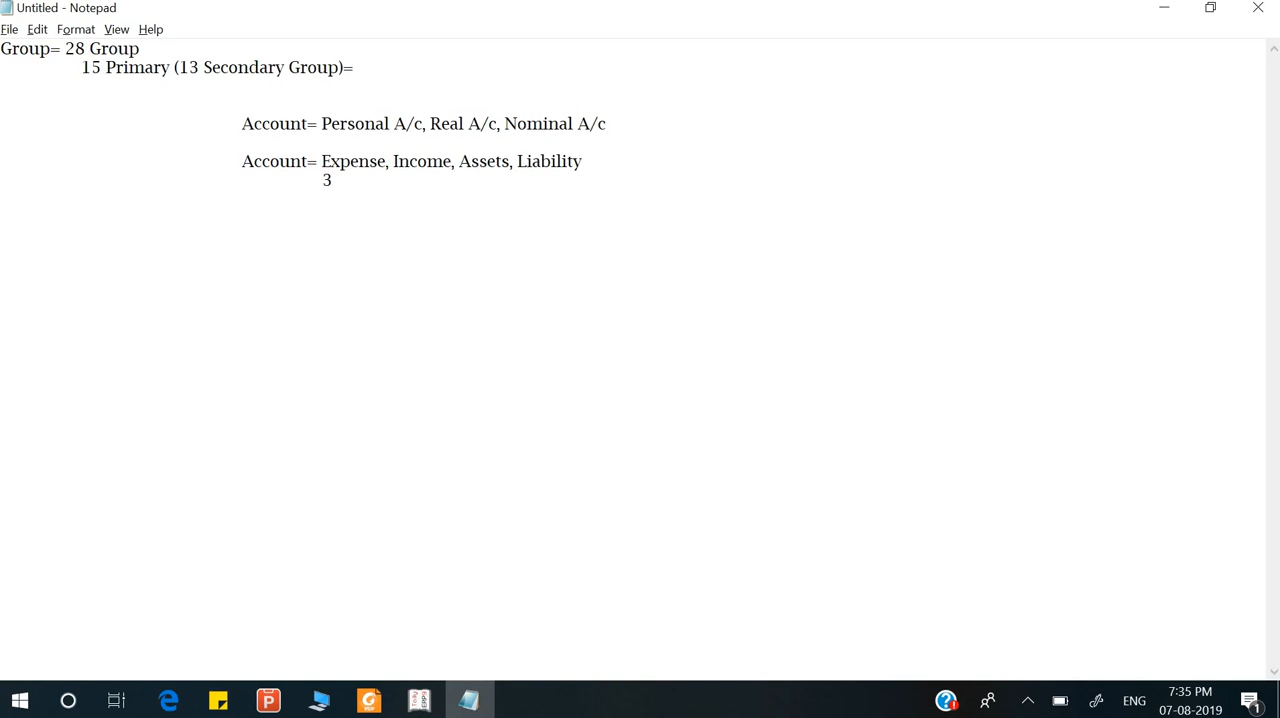 Untitled - Notepad
File Edit Format View Help
Group= 28 Group
15 Primary (13 Secondary Group)=
Account= Personal A/c, Real A/c, Nominal A/c
Account= Expense, Income, Assets, Liability
3
ENG
7:35 PM
07-08-2019
1